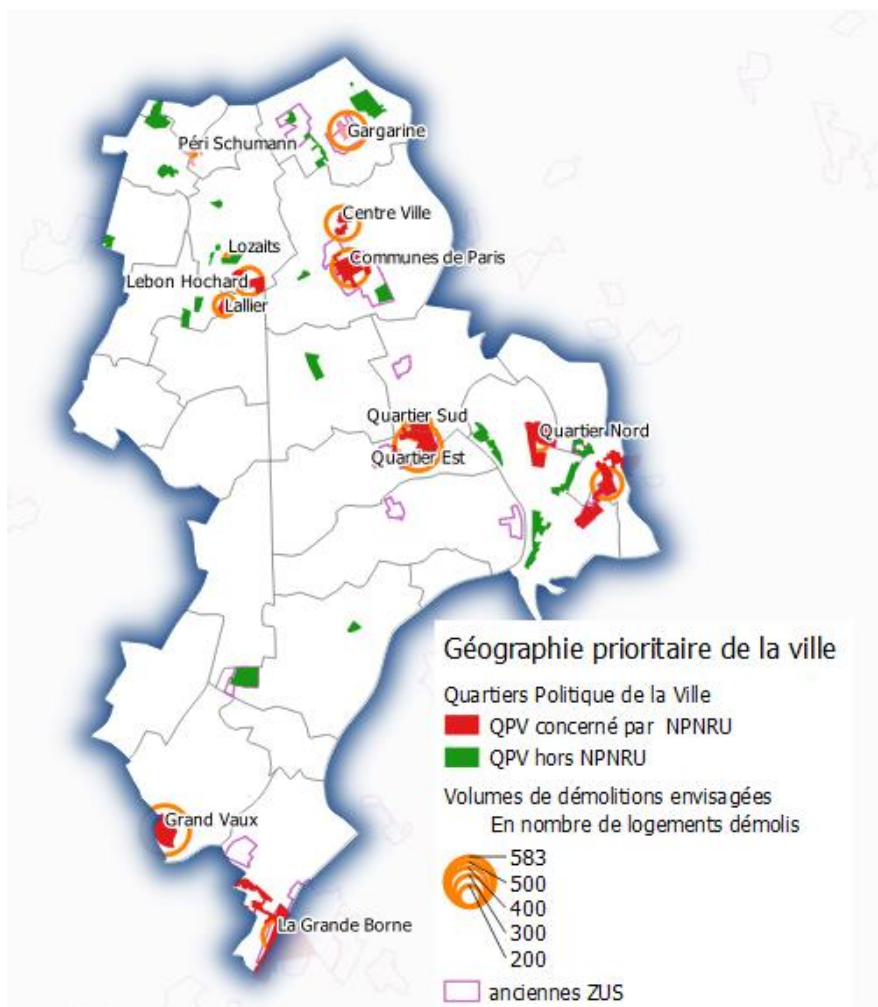 Péri Schumann
Gargarine
Centre Ville
Lozaits
Communes de Paris
Lebon Hochard
Lallier
Quartier Sud
Quartier Nord
Quartier Est
Grand Vaux
La Grande Borne
Géographie prioritaire de la ville
Quartiers Politique de la Ville
QPV concerné par NPNRU
QPV hors NPNRU
Volumes de démolitions envisagées
En nombre de logements démolis
583
500
400
300
200
anciennes ZUS